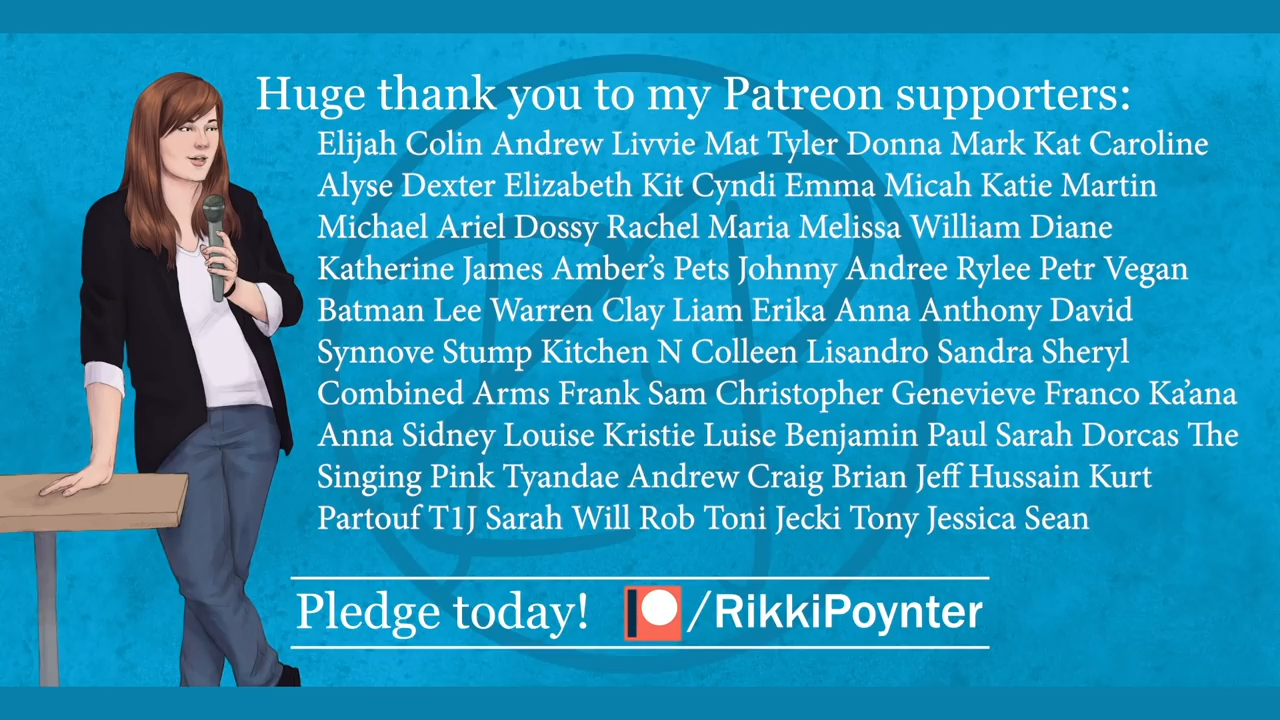 Huge thank you to my Patreon supporters:
Elijah Colin Andrew Livvie Mat Tyler Donna Mark Kat Caroline
Alyse Dexter Elizabeth Kit Cyndi Emma Micah Katie Martin
Michael Ariel Dossy Rachel Maria Melissa William Diane
Katherine James Amber’s Pets Johnny Andree Rylee Petr Vegan
Batman Lee Warren Clay Liam Erika Anna Anthony David
Synnove Stump Kitchen N Colleen Lisandro Sandra Sheryl
Combined Arms Frank Sam Christopher Genevieve Franco Ka’ana
Anna Sidney Louise Kristie Luise Benjamin Paul Sarah Dorcas The
Singing Pink Tyandae Andrew Craig Brian Jeff Hussain Kurt
Partouf T1J Sarah Will Rob Toni Jecki Tony Jessica Sean
Pledge today! /RikkiPoynter